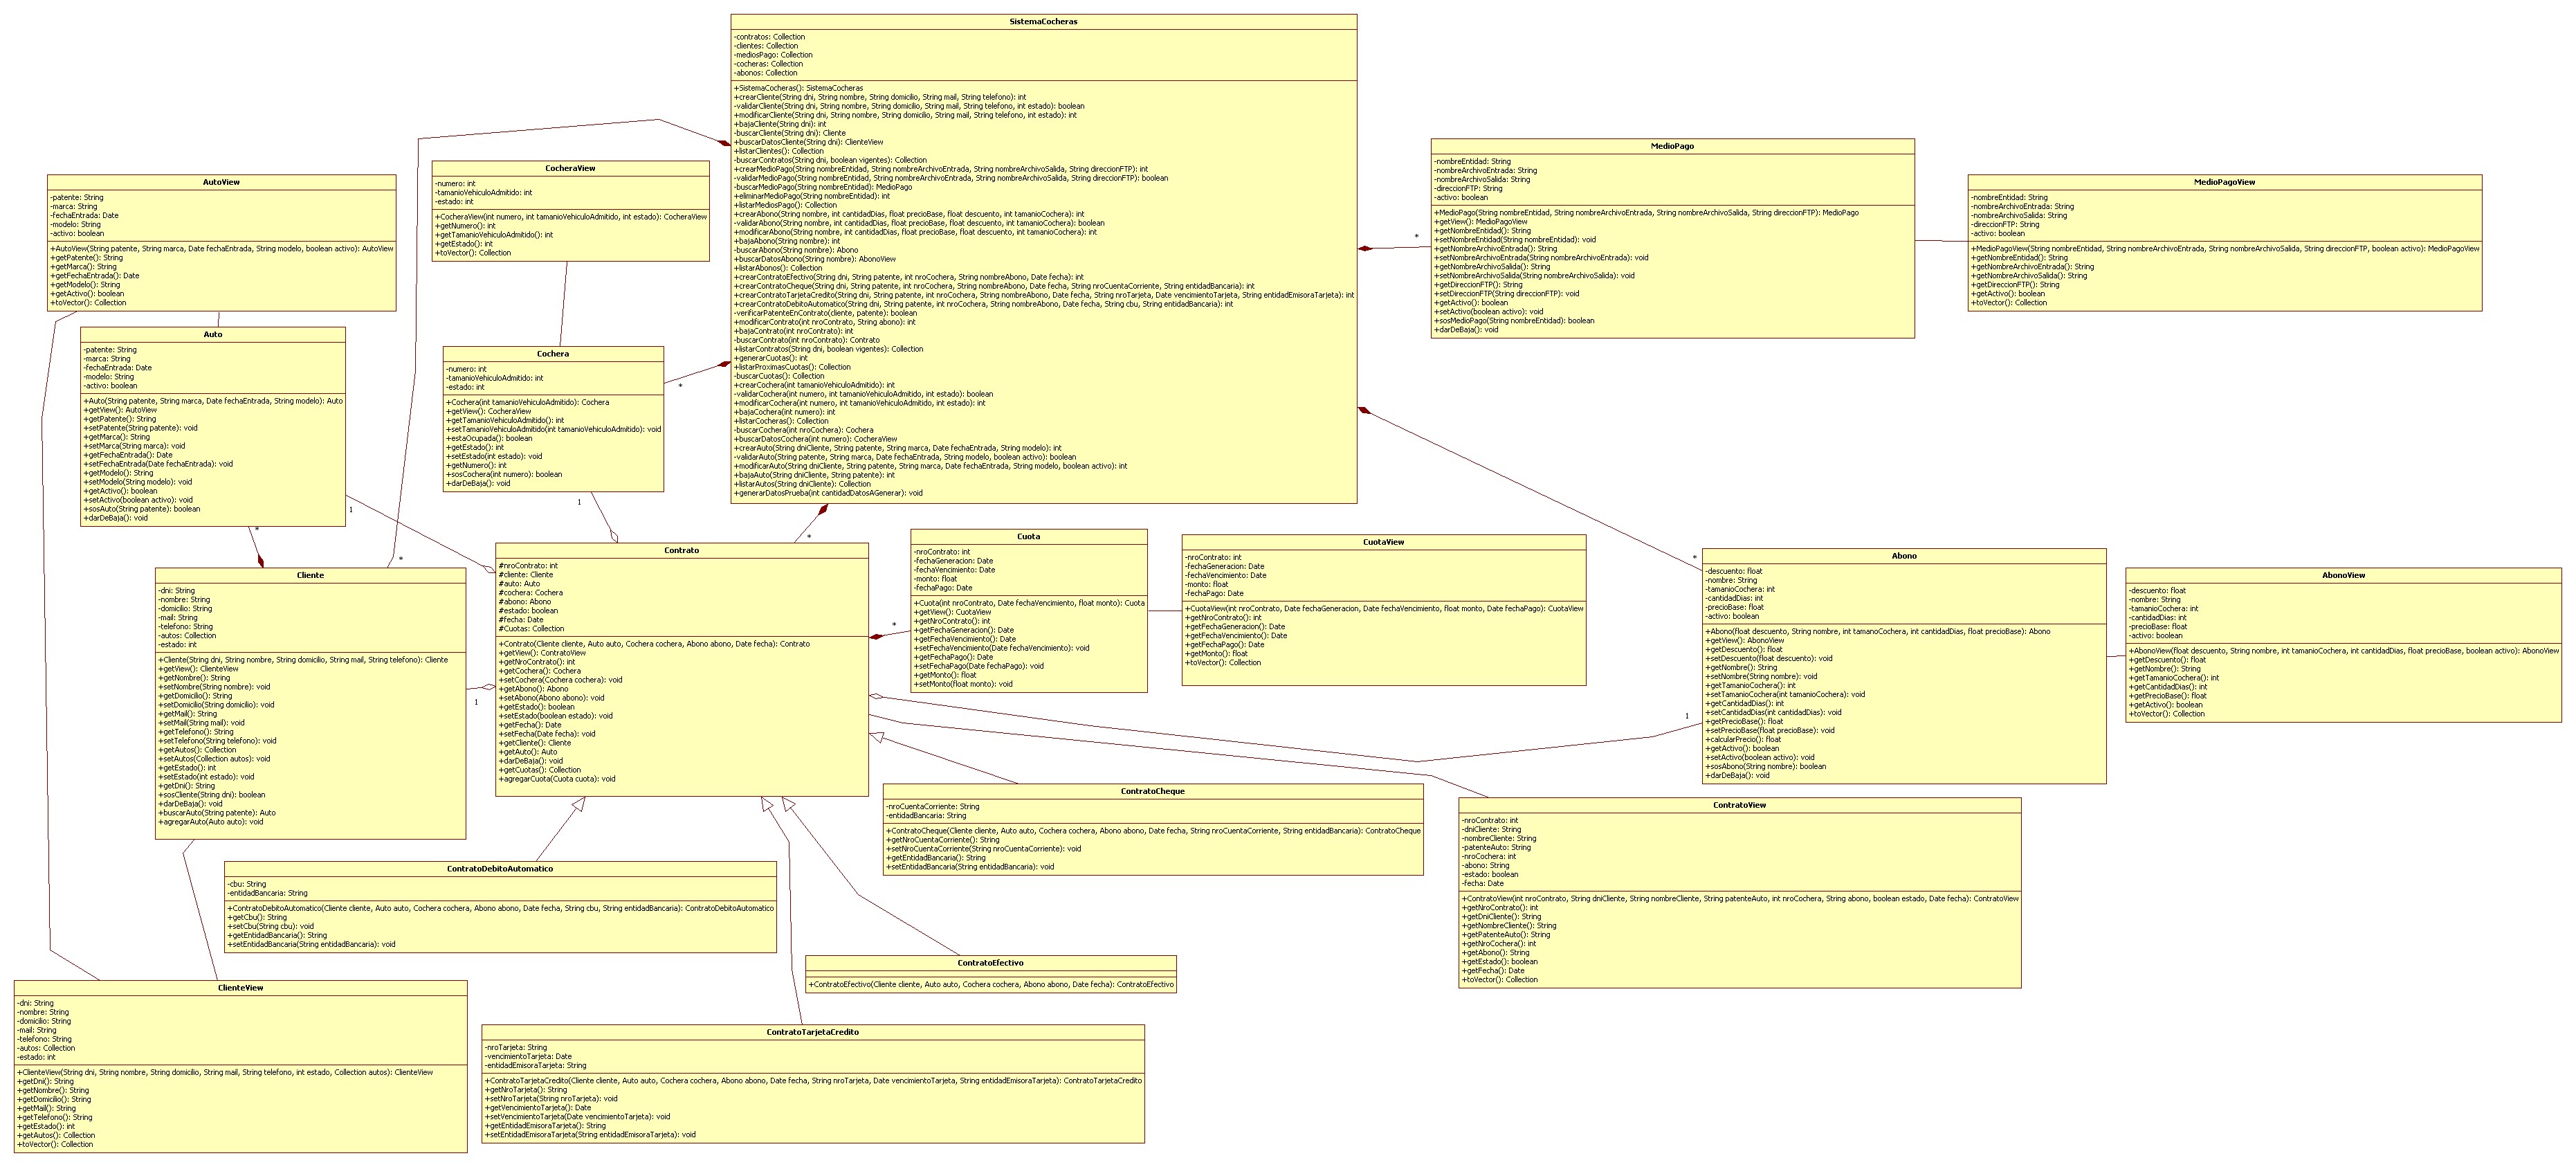 SistemaCocheras
-contratos: Collection
-clientes: Collection
-mediosPago: Collection
-cocheras: Collection
-abonos: Collection
+SistemaCocheras(): SistemaCocheras
+crearCliente(String dni, String nombre, String domicilio, String mail, String telefono): int
-validarCliente(String dni, String nombre, String domicilio, String mail, String telefono, int estado): boolean
+modificarCliente(String dni, String nombre, String domicilio, String mail, String telefono, int estado): int
+bajaCliente(String dni): int
-buscarCliente(String dni): Cliente
+buscarDatosCliente(String dni): ClienteView
+listarClientes(): Collection
-buscarContratos(String dni, boolean vigentes): Collection
+crearMedioPago(String nombreEntidad, String nombreArchivoEntrada, String nombreArchivoSalida, String direccionFTP): int
-validarMedioPago(String nombreEntidad, String nombreArchivoEntrada, String nombreArchivoSalida, String direccionFTP): boolean
-buscarMedioPago(String nombreEntidad): MedioPago
+eliminarMedioPago(String nombreEntidad): int
+listarMediosPago(): Collection
+crearAbono(String nombre, int cantidadDias, float precioBase, float descuento, int tamanioCochera): int
-validarAbono(String nombre, int cantidadDias, float precioBase, float descuento, int tamanioCochera): boolean
+modificarAbono(String nombre, int cantidadDias, float precioBase, float descuento, int tamanioCochera): int
+bajaAbono(String nombre): int
-buscarAbono(String nombre): Abono
+buscarDatosAbono(String nombre): AbonoView
+listarAbonos(): Collection
+crearContratoEfectivo(String dni, String patente, int nroCochera, String nombreAbono, Date fecha): int
+crearContratoCheque(String dni, String patente, int nroCochera, String nombreAbono, Date fecha, String nroCuentaCorriente, String entidadBancaria): int
+crearContratoTarjetaCredito(String dni, String patente, int nroCochera, String nombreAbono, Date fecha, String nroTarjeta, Date vencimientoTarjeta, String entidadEmisoraTarjeta): int
+crearContratoDebitoAutomatico(String dni, String patente, int nroCochera, String nombreAbono, Date fecha, String cbu, String entidadBancaria): int
-verificarPatenteEnContrato(cliente, patente): boolean
+modificarContrato(int nroContrato, String abono): int
+bajaContrato(int nroContrato): int
-buscarContrato(int nroContrato): Contrato
+listarContratos(String dni, boolean vigentes): Collection
+generarCuotas(): int
+listarProximasCuotas(): Collection
-buscarCuotas(): Collection
+crearCochera(int tamanioVehiculoAdmitido): int
-validarCochera(int numero, int tamanioVehiculoAdmitido, int estado): boolean
+modificarCochera(int numero, int tamanioVehiculoAdmitido, int estado): int
+bajaCochera(int numero): int
+listarCocheras(): Collection
-buscarCochera(int nroCochera): Cochera
+buscarDatosCochera(int numero): CocheraView
+crearAuto(String dniCliente, String patente, String marca, Date fechaEntrada, String modelo): int
-validarAuto(String patente, String marca, Date fechaEntrada, String modelo, boolean activo): boolean
+modificarAuto(String dniCliente, String patente, String marca, Date fechaEntrada, String modelo, boolean activo): int
+bajaAuto(String dniCliente, String patente): int
+listarAutos(String dniCliente): Collection
+generarDatosPrueba(int cantidadDatosAGenerar): void
MedioPago
-nombreEntidad: String
-nombreArchivoEntrada: String
-nombreArchivoSalida: String
-direccionFTP: String
-activo: boolean
+MedioPago(String nombreEntidad, String nombreArchivoEntrada, String nombreArchivoSalida, String direccionFTP): MedioPago
+getView(): MedioPagoView
+getNombreEntidad(): String
+setNombreEntidad(String nombreEntidad): void
+getNombreArchivoEntrada(): String
+setNombreArchivoEntrada(String nombreArchivoEntrada): void
+getNombreArchivoSalida(): String
+setNombreArchivoSalida(String nombreArchivoSalida): void
+getDireccionFTP(): String
+setDireccionFTP(String direccionFTP): void
+getActivo(): boolean
+setActivo(boolean activo): void
+sosMedioPago(String nombreEntidad): boolean
+darDeBaja(): void
MedioPagoView
-nombreEntidad: String
-nombreArchivoEntrada: String
-nombreArchivoSalida: String
-direccionFTP: String
-activo: boolean
+MedioPagoView(String nombreEntidad, String nombreArchivoEntrada, String nombreArchivoSalida, String direccionFTP, boolean activo): MedioPagoView
+getNombreEntidad(): String
+getNombreArchivoEntrada(): String
+getNombreArchivoSalida(): String
+getDireccionFTP(): String
+getActivo(): boolean
+toVector(): Collection
CocheraView
-numero: int
-tamanioVehiculoAdmitido: int
-estado: int
+CocheraView(int numero, int tamanioVehiculoAdmitido, int estado): CocheraView
+getNumero(): int
+getTamanioVehiculoAdmitido(): int
+getEstado(): int
+toVector(): Collection
AutoView
-patente: String
-marca: String
-fechaEntrada: Date
-modelo: String
-activo: boolean
+AutoView(String patente, String marca, Date fechaEntrada, String modelo, boolean activo): AutoView
+getPatente(): String
+getMarca(): String
+getFechaEntrada(): Date
+getModelo(): String
+getActivo(): boolean
+toVector(): Collection
Auto
-patente: String
-marca: String
-fechaEntrada: Date
-modelo: String
-activo: boolean
+Auto(String patente, String marca, Date fechaEntrada, String modelo): Auto
+getView(): AutoView
+getPatente(): String
+setPatente(String patente): void
+getMarca(): String
+setMarca(String marca): void
+getFechaEntrada(): Date
+setFechaEntrada(Date fechaEntrada): void
+getModelo(): String
+setModelo(String modelo): void
+getActivo(): boolean
+setActivo(boolean activo): void
+sosAuto(String patente): boolean
+darDeBaja(): void
Cochera
-numero: int
-tamanioVehiculoAdmitido: int
-estado: int
+Cochera(int tamanioVehiculoAdmitido): Cochera
+getView(): CocheraView
+getTamanioVehiculoAdmitido(): int
+setTamanioVehiculoAdmitido(int tamanioVehiculoAdmitido): void
+estaOcupada(): boolean
+getEstado(): int
+setEstado(int estado): void
+getNumero(): int
+sosCochera(int numero): boolean
+darDeBaja(): void
*
*
1
1
*
*
*
Contrato
#nroContrato: int
#cliente: Cliente
#auto: Auto
#cochera: Cochera
#abono: Abono
#estado: boolean
#fecha: Date
#Cuotas: Collection
+Contrato(Cliente cliente, Auto auto, Cochera cochera, Abono abono, Date fecha): Contrato
+getView(): ContratoView
+getNroContrato(): int
+getCochera(): Cochera
+setCochera(Cochera cochera): void
+getAbono(): Abono
+setAbono(Abono abono): void
+getEstado(): boolean
+setEstado(boolean estado): void
+getFecha(): Date
+setFecha(Date fecha): void
+getCliente(): Cliente
+getAuto(): Auto
+darDeBaja(): void
+getCuotas(): Collection
+agregarCuota(Cuota cuota): void
Cuota
-nroContrato: int
-fechaGeneracion: Date
-fechaVencimiento: Date
-monto: float
-fechaPago: Date
+Cuota(int nroContrato, Date fechaVencimiento, float monto): Cuota
+getView(): CuotaView
+getNroContrato(): int
+getFechaGeneracion(): Date
+getFechaVencimiento(): Date
+setFechaVencimiento(Date fechaVencimiento): void
+getFechaPago(): Date
+setFechaPago(Date fechaPago): void
+getMonto(): float
+setMonto(float monto): void
CuotaView
-nroContrato: int
-fechaGeneracion: Date
-fechaVencimiento: Date
-monto: float
-fechaPago: Date
+CuotaView(int nroContrato, Date fechaGeneracion, Date fechaVencimiento, float monto, Date fechaPago): CuotaView
+getNroContrato(): int
+getFechaGeneracion(): Date
+getFechaVencimiento(): Date
+getFechaPago(): Date
+getMonto(): float
+toVector(): Collection
Abono
-descuento: float
-nombre: String
-tamanioCochera: int
-cantidadDias: int
-precioBase: float
-activo: boolean
+Abono(float descuento, String nombre, int tamanoCochera, int cantidadDias, float precioBase): Abono
+getView(): AbonoView
+getDescuento(): float
+setDescuento(float descuento): void
+getNombre(): String
+setNombre(String nombre): void
+getTamanioCochera(): int
+setTamanioCochera(int tamanioCochera): void
+getCantidadDias(): int
+setCantidadDias(int cantidadDias): void
+getPrecioBase(): float
+setPrecioBase(float precioBase): void
+calcularPrecio(): float
+getActivo(): boolean
+setActivo(boolean activo): void
+sosAbono(String nombre): boolean
+darDeBaja(): void
AbonoView
-descuento: float
-nombre: String
-tamanioCochera: int
-cantidadDias: int
-precioBase: float
-activo: boolean
+AbonoView(float descuento, String nombre, int tamanioCochera, int cantidadDias, float precioBase, boolean activo): AbonoView
+getDescuento(): float
+getNombre(): String
+getTamanioCochera(): int
+getCantidadDias(): int
+getPrecioBase(): float
+getActivo(): boolean
+toVector(): Collection
Cliente
-dni: String
-nombre: String
-domicilio: String
-mail: String
-telefono: String
-autos: Collection
-estado: int
+Cliente(String dni, String nombre, String domicilio, String mail, String telefono): Cliente
+getView(): ClienteView
+getNombre(): String
+setNombre(String nombre): void
+getDomicilio(): String
+setDomicilio(String domicilio): void
+getMail(): String
+setMail(String mail): void
+getTelefono(): String
+setTelefono(String telefono): void
+getAutos(): Collection
+setAutos(Collection autos): void
+getEstado(): int
+setEstado(int estado): void
+getDni(): String
+sosCliente(String dni): boolean
+darDeBaja(): void
+buscarAuto(String patente): Auto
+agregarAuto(Auto auto): void
*
1
1
ContratoCheque
-nroCuentaCorriente: String
-entidadBancaria: String
+ContratoCheque(Cliente cliente, Auto auto, Cochera cochera, Abono abono, Date fecha, String nroCuentaCorriente, String entidadBancaria): ContratoCheque
+getNroCuentaCorriente(): String
+setNroCuentaCorriente(String nroCuentaCorriente): void
+getEntidadBancaria(): String
+setEntidadBancaria(String entidadBancaria): void
ContratoView
-nroContrato: int
-dniCliente: String
-nombreCliente: String
-patenteAuto: String
-nroCochera: int
-abono: String
-estado: boolean
-fecha: Date
+ContratoView(int nroContrato, String dniCliente, String nombreCliente, String patenteAuto, int nroCochera, String abono, boolean estado, Date fecha): ContratoView
+getNroContrato(): int
+getDniCliente(): String
+getNombreCliente(): String
+getPatenteAuto(): String
+getNroCochera(): int
+getAbono(): String
+getEstado(): boolean
+getFecha(): Date
+toVector(): Collection
ContratoDebitoAutomatico
-cbu: String
-entidadBancaria: String
+ContratoDebitoAutomatico(Cliente cliente, Auto auto, Cochera cochera, Abono abono, Date fecha, String cbu, String entidadBancaria): ContratoDebitoAutomatico
+getCbu(): String
+setCbu(String cbu): void
+getEntidadBancaria(): String
+setEntidadBancaria(String entidadBancaria): void
ContratoEfectivo
+ContratoEfectivo(Cliente cliente, Auto auto, Cochera cochera, Abono abono, Date fecha): ContratoEfectivo
ClienteView
-dni: String
-nombre: String
-domicilio: String
-mail: String
-telefono: String
-autos: Collection
-estado: int
+ClienteView(String dni, String nombre, String domicilio, String mail, String telefono, int estado, Collection autos): ClienteView
+getDni(): String
+getNombre(): String
+getDomicilio(): String
+getMail(): String
+getTelefono(): String
+getEstado(): int
+getAutos(): Collection
+toVector(): Collection
ContratoTarjetaCredito
-nroTarjeta: String
-vencimientoTarjeta: Date
-entidadEmisoraTarjeta: String
+ContratoTarjetaCredito(Cliente cliente, Auto auto, Cochera cochera, Abono abono, Date fecha, String nroTarjeta, Date vencimientoTarjeta, String entidadEmisoraTarjeta): ContratoTarjetaCredito
+getNroTarjeta(): String
+setNroTarjeta(String nroTarjeta): void
+getVencimientoTarjeta(): Date
+setVencimientoTarjeta(Date vencimientoTarjeta): void
+getEntidadEmisoraTarjeta(): String
+setEntidadEmisoraTarjeta(String entidadEmisoraTarjeta): void